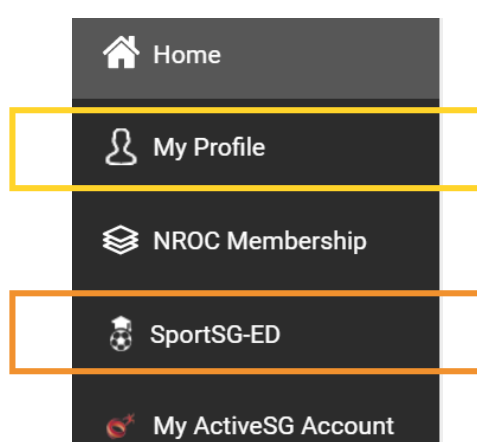 Home
My Profile
NROC Membership
SportSG-ED
My ActiveSG Account